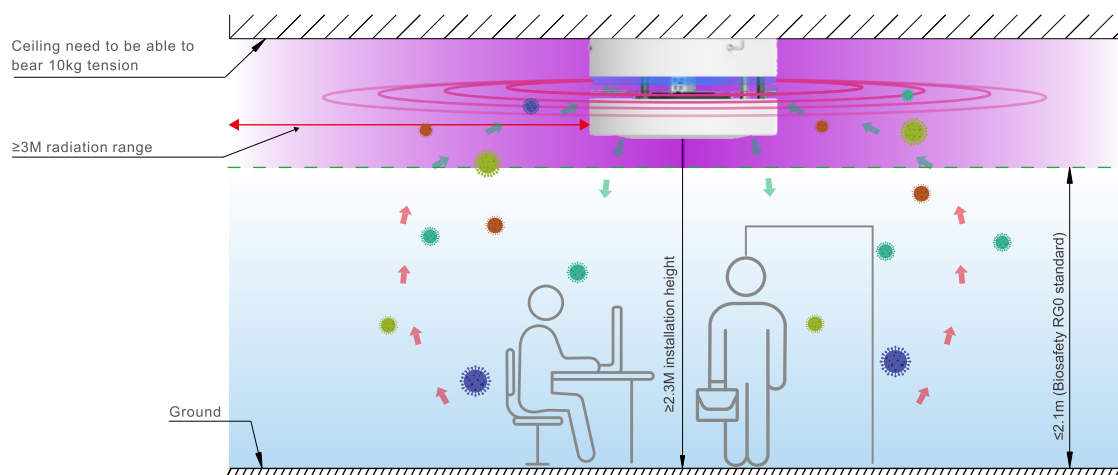 Ceiling need to be able to
bear 10kg tension
≥3M radiation range
≥2.3M installation height
≤2.1m (Biosafety RG0 standard)
Ground